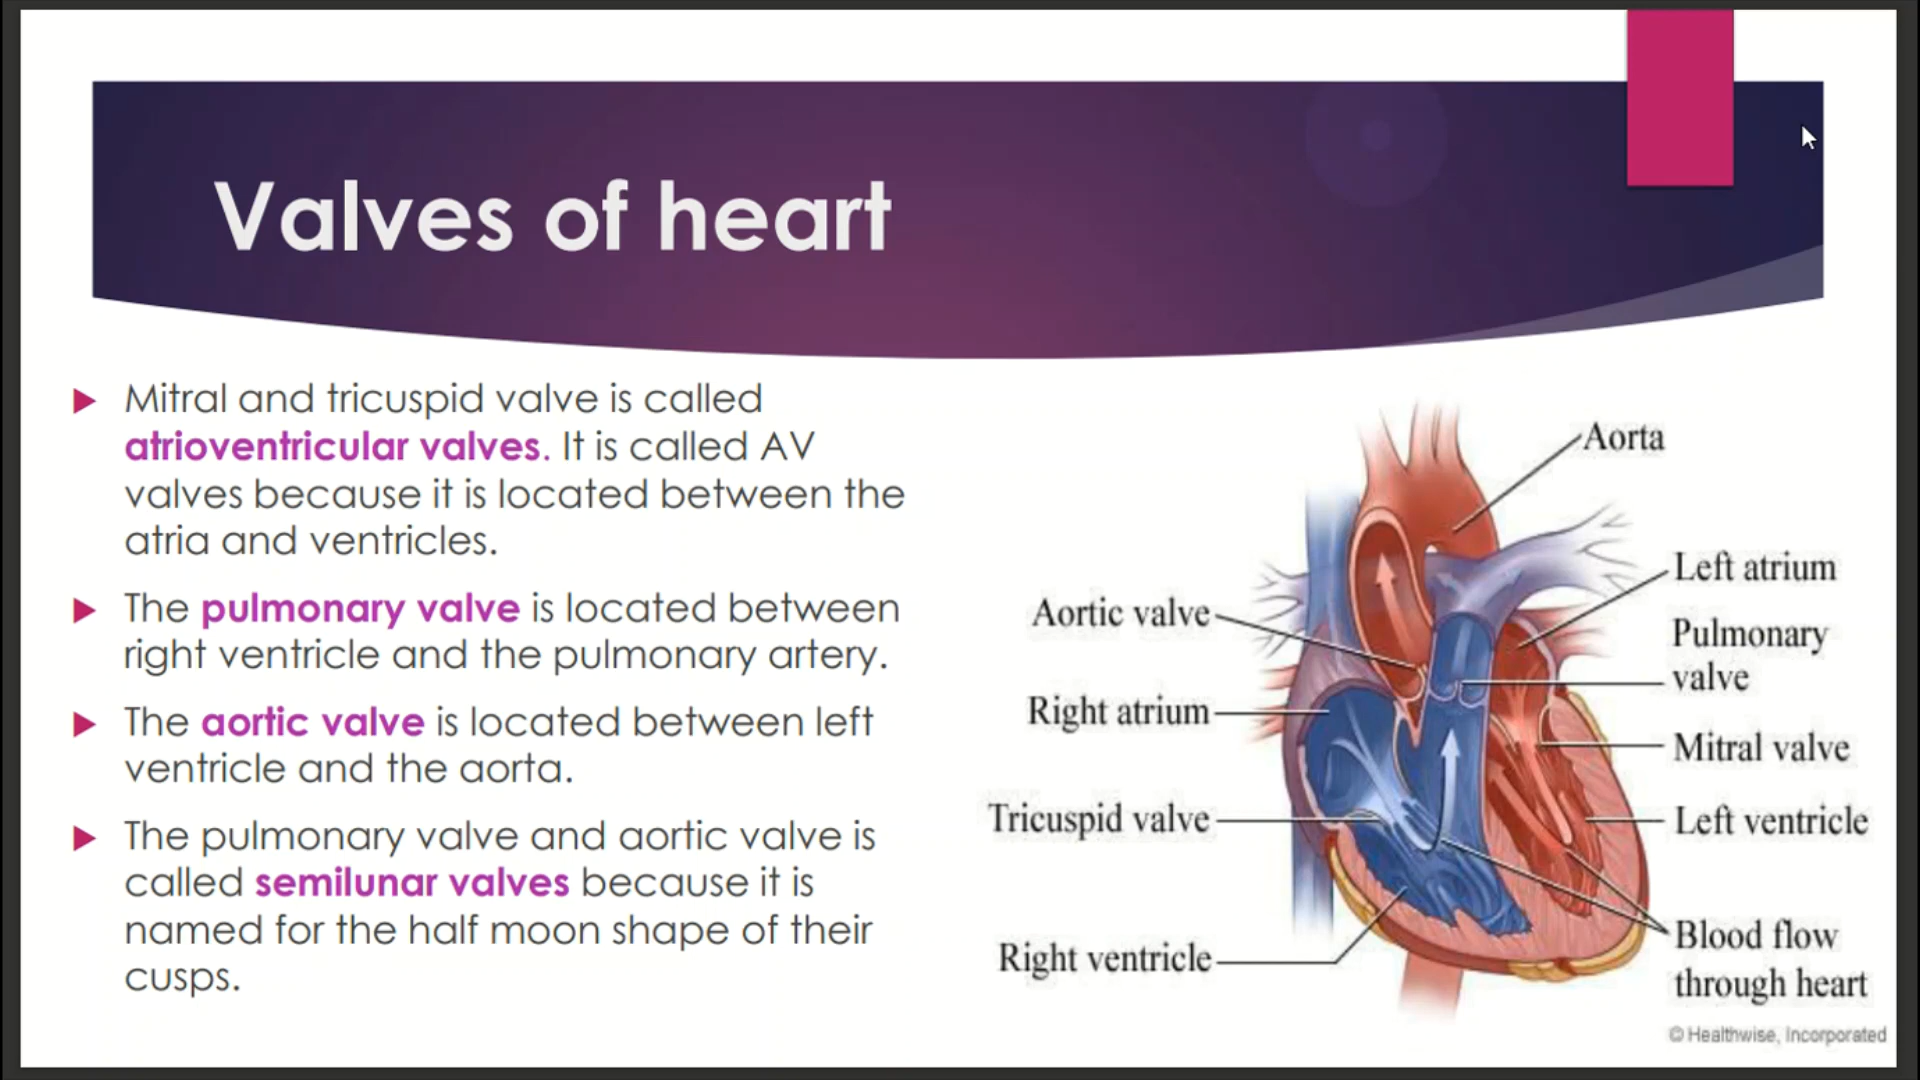 Valves of heart
Mitral and tricuspid valve is called
atrioventricular valves. It is called AV
valves because it is located between the
atria and ventricles.
The pulmonary valve is located between
right ventricle and the pulmonary artery.
The aortic valve is located between left
ventricle and the aorta.
The pulmonary valve and aortic valve is
called semilunar valves because it is
named for the half moon shape of their
cusps.
Aorta
Left atrium
Aortic valve
Pulmonary
valve
Right atrium
Mitral valve
Tricuspid valve
Left ventricle
Blood flow
through heart
Right ventricle
© Healthwise, Incorporated